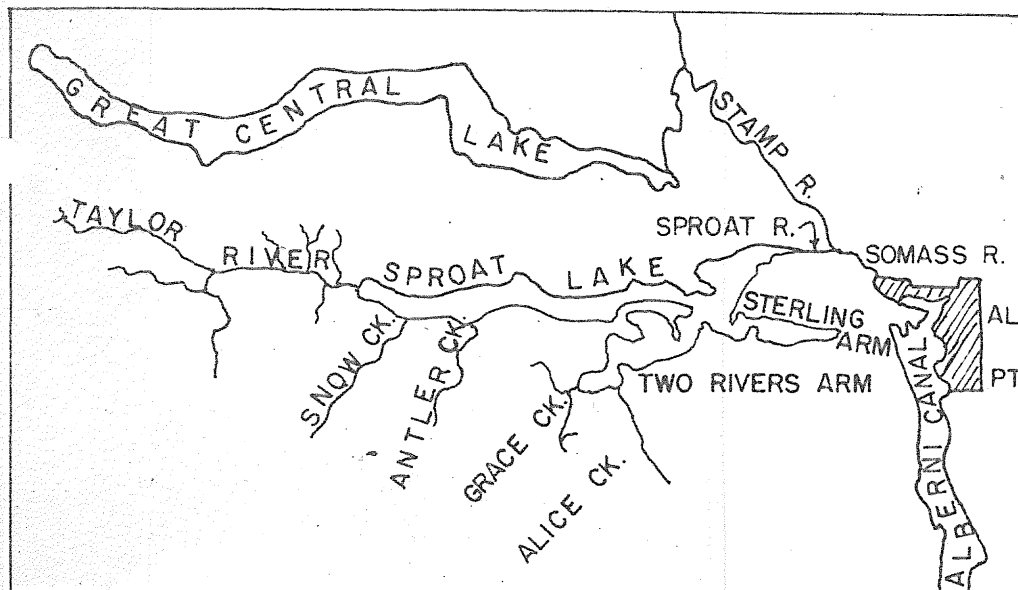 GREAT CENTRAL LAKE
STAMP R.
TAYLOR RIVER
SPROAT R.
SOMASS R.
SPROAT LAKE
STERLING ARM
AL
PT
SNOW CK.
ANTLER CK.
TWO RIVERS ARM
GRACE CK.
ALICE CK.
ALBERNI CANAL